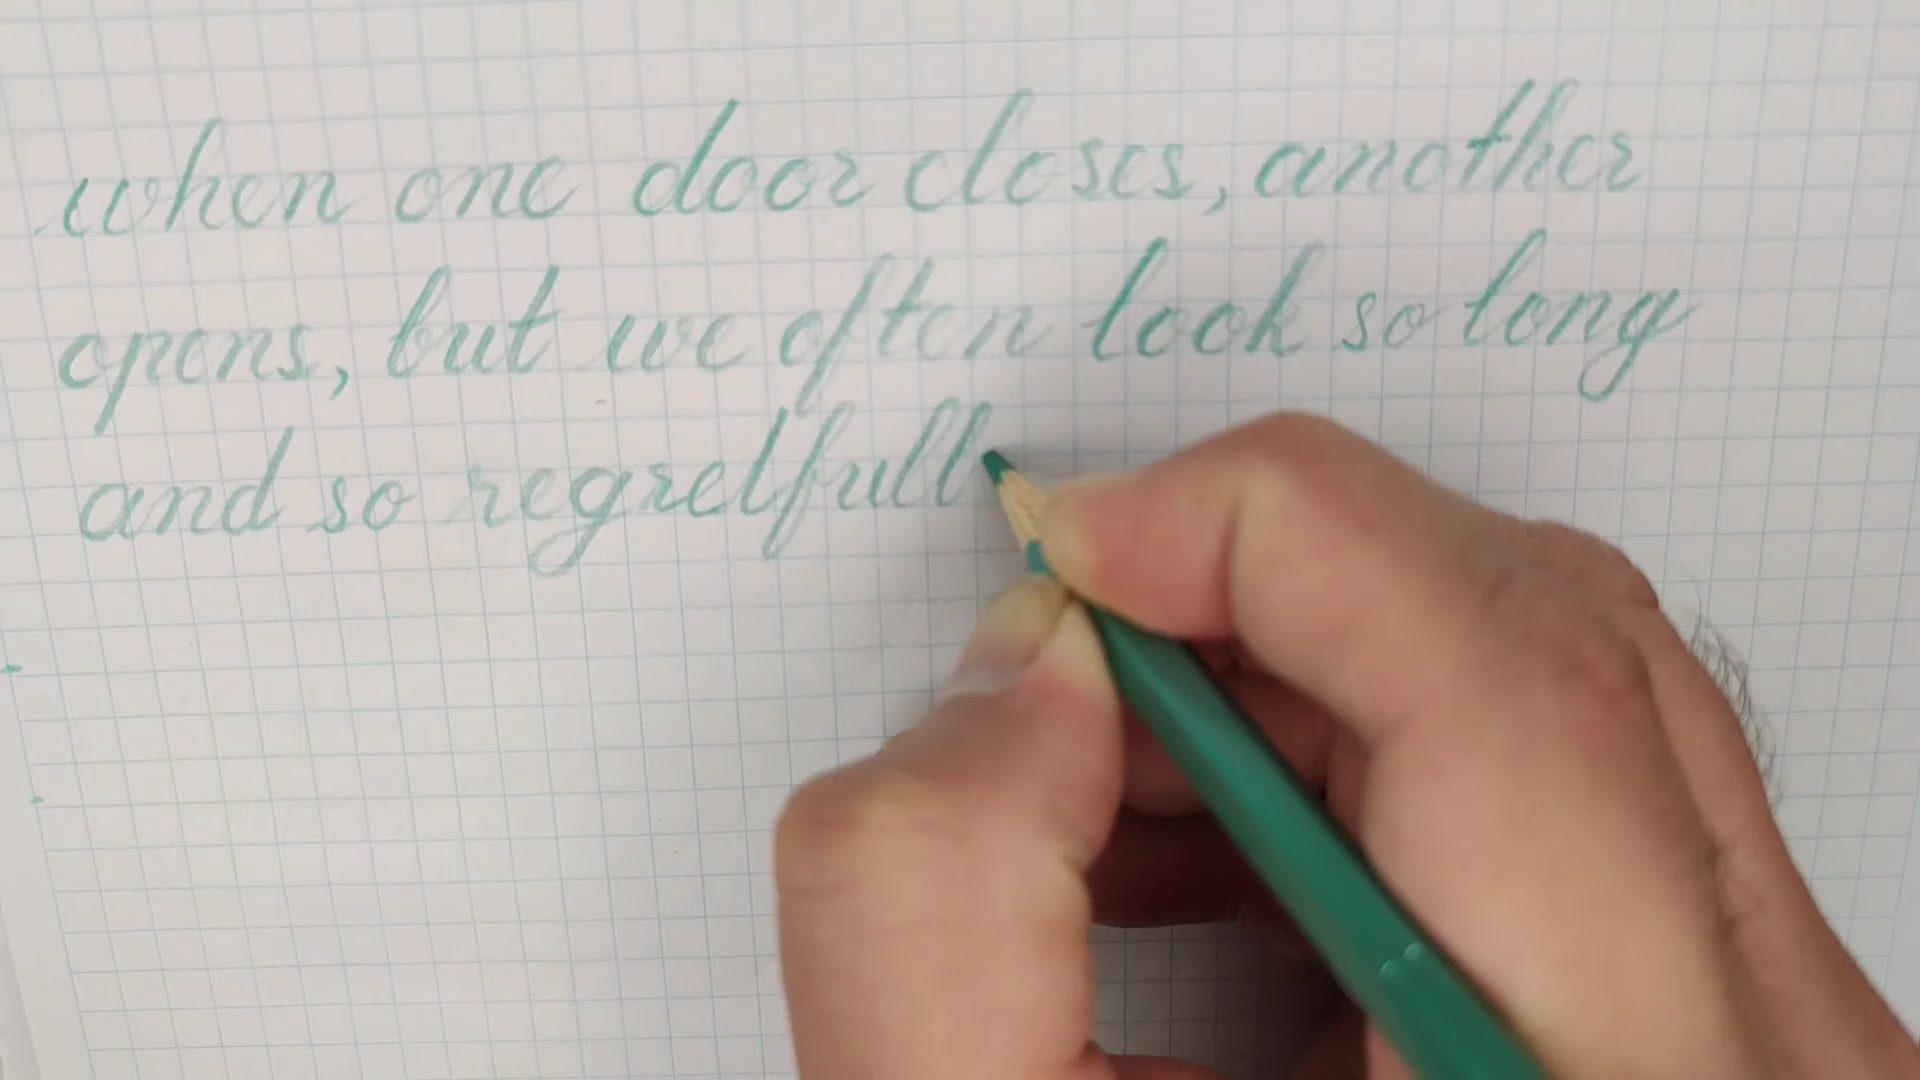 when one door closes, another
opens, but we often look so long
and so regretfull